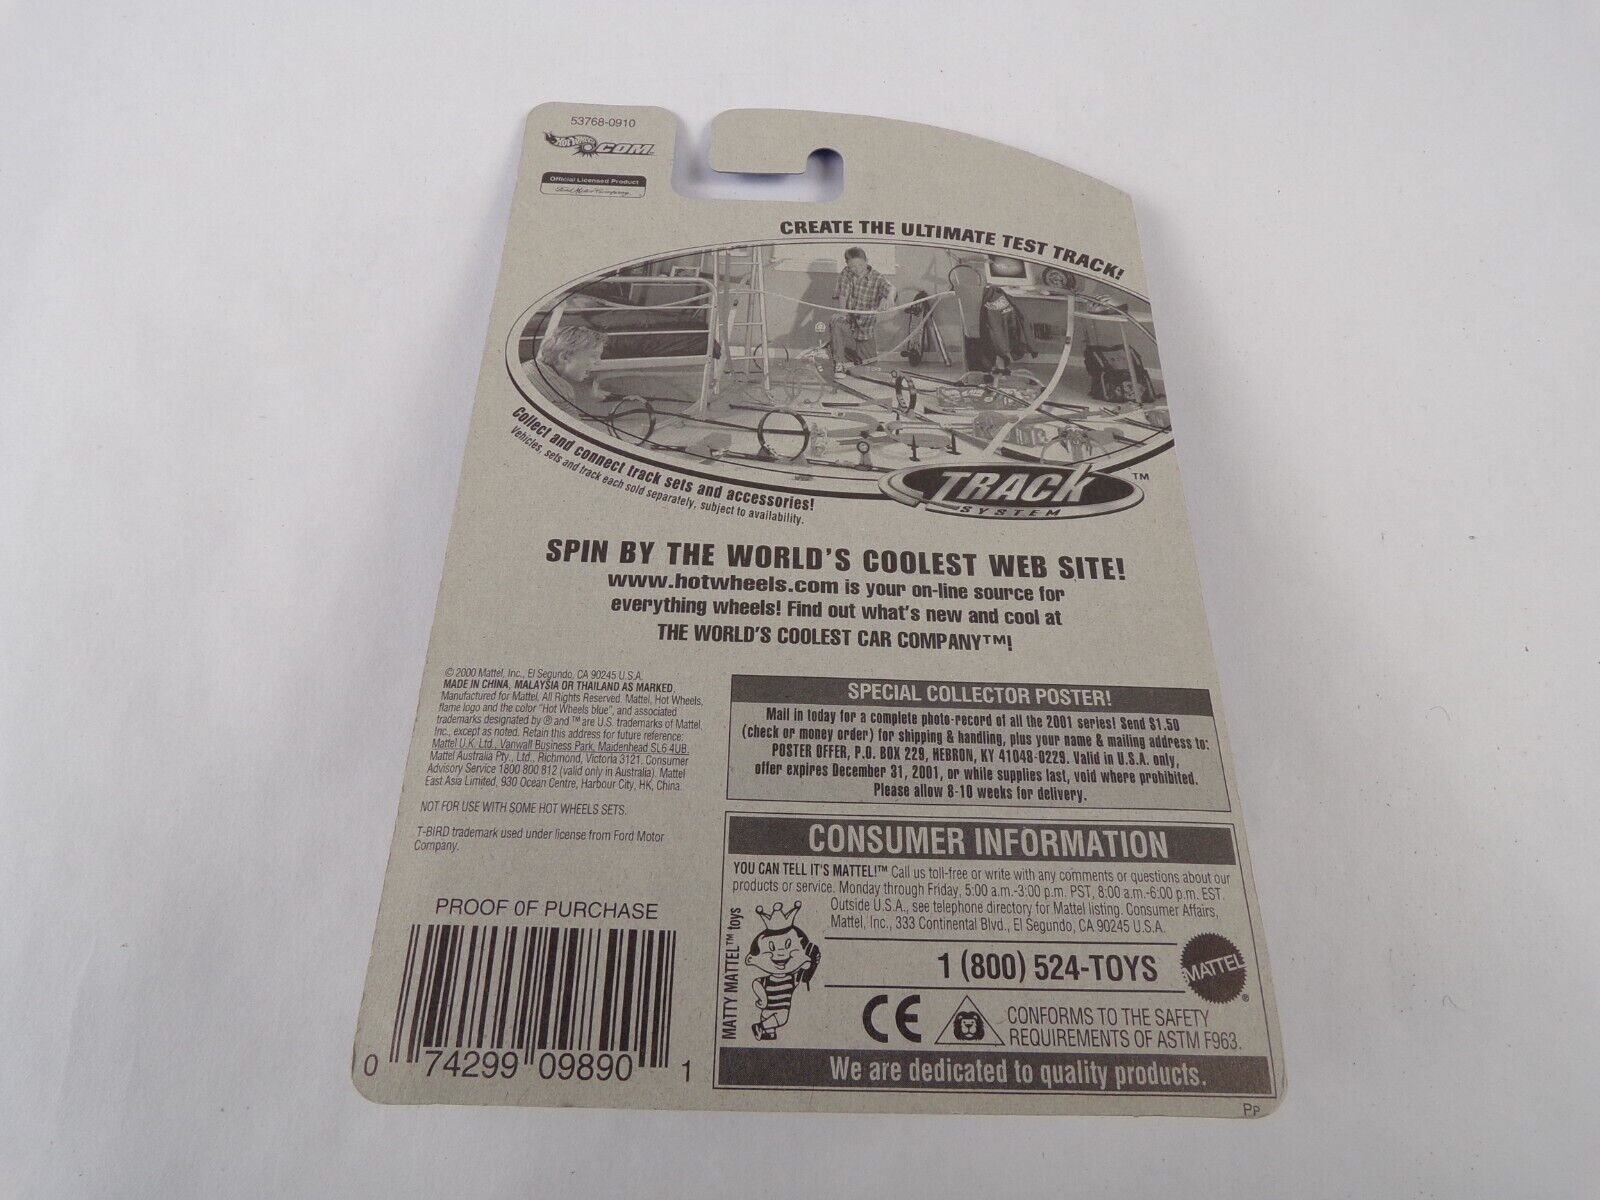 53768-0910
HOT WHEELS .COM
Official Licensed Product
Ford Motor Company
CREATE THE ULTIMATE TEST TRACK!
Collect and connect track sets and accessories!
Vehicles, sets and track each sold separately, subject to availability.
TRACK ™
SYSTEM
SPIN BY THE WORLD'S COOLEST WEB SITE!
www.hotwheels.com is your on-line source for
everything wheels! Find out what's new and cool at
THE WORLD'S COOLEST CAR COMPANY™!
© 2000 Mattel, Inc., El Segundo, CA 90245 U.S.A.
MADE IN CHINA, MALAYSIA OR THAILAND AS MARKED.
Manufactured for Mattel. All Rights Reserved. Mattel, Hot Wheels,
flame logo and the color "Hot Wheels blue", and associated
trademarks designated by ® and ™ are U.S. trademarks of Mattel,
Inc., except as noted. Retain this address for future reference:
Mattel U.K. Ltd., Vanwall Business Park, Maidenhead SL6 4UB.
Mattel Australia Pty., Ltd., Richmond, Victoria 3121. Consumer
Advisory Service 1800 800 812 (valid only in Australia). Mattel
East Asia Limited, 930 Ocean Centre, Harbour City, HK, China.
NOT FOR USE WITH SOME HOT WHEELS SETS.
T-BIRD trademark used under license from Ford Motor
Company.
PROOF OF PURCHASE
0 74299 09890 1
SPECIAL COLLECTOR POSTER!
Mail in today for a complete photo-record of all the 2001 series! Send $1.50
(check or money order) for shipping & handling, plus your name & mailing address to:
POSTER OFFER, P.O. BOX 229, HEBRON, KY 41048-0229. Valid in U.S.A. only,
offer expires December 31, 2001, or while supplies last, void where prohibited.
Please allow 8-10 weeks for delivery.
CONSUMER INFORMATION
YOU CAN TELL IT'S MATTEL!™ Call us toll-free or write with any comments or questions about our
products or service. Monday through Friday, 5:00 a.m.-3:00 p.m. PST, 8:00 a.m.-6:00 p.m. EST.
Outside U.S.A., see telephone directory for Mattel listing. Consumer Affairs,
Mattel, Inc., 333 Continental Blvd., El Segundo, CA 90245 U.S.A.
MATTY MATTEL™ toys
1 (800) 524-TOYS
MATTEL ®
CE
CONFORMS TO THE SAFETY
REQUIREMENTS OF ASTM F963.
We are dedicated to quality products.
PP